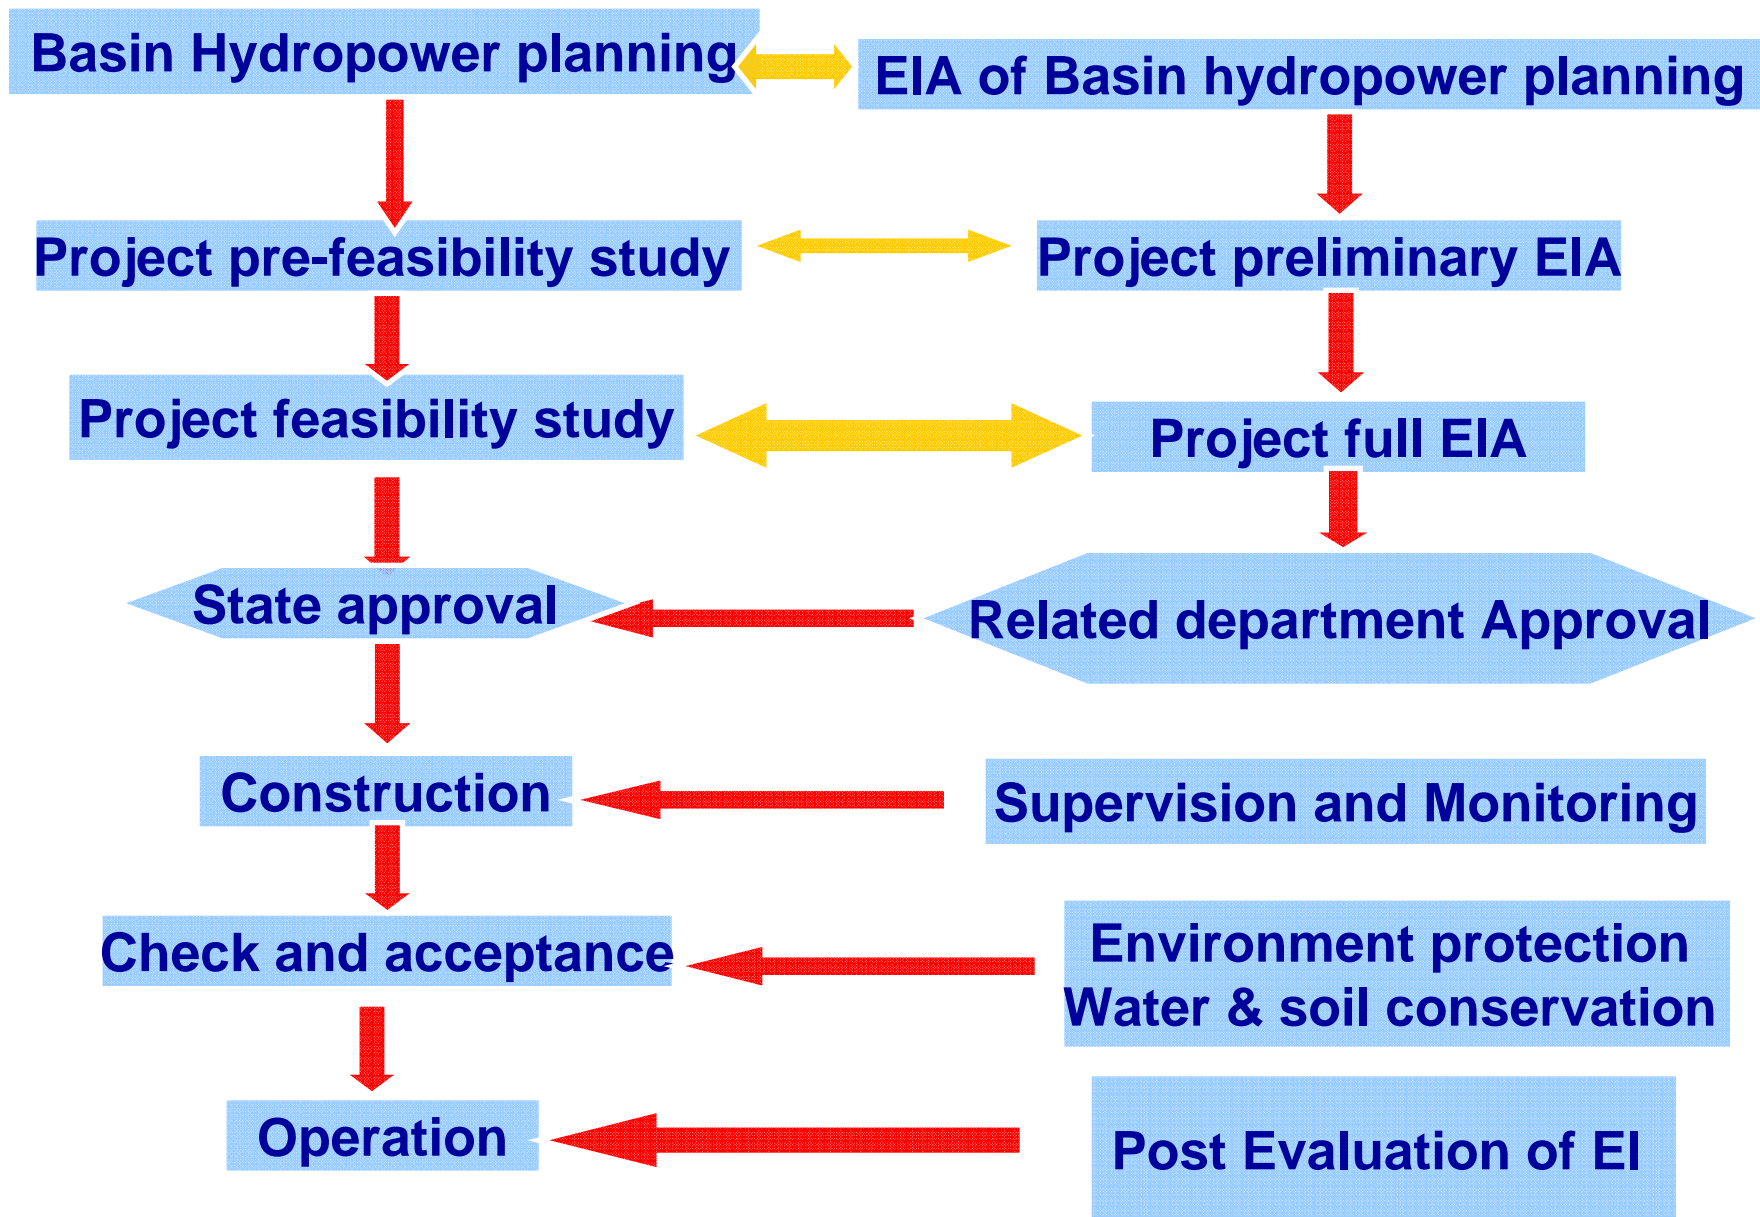 Basin Hydropower planning
EIA of Basin hydropower planning
Project pre-feasibility study
Project preliminary EIA
Project feasibility study
Project full EIA
State approval
Related department Approval
Construction
Supervision and Monitoring
Check and acceptance
Environment protection
Water & soil conservation
Operation
Post Evaluation of EI